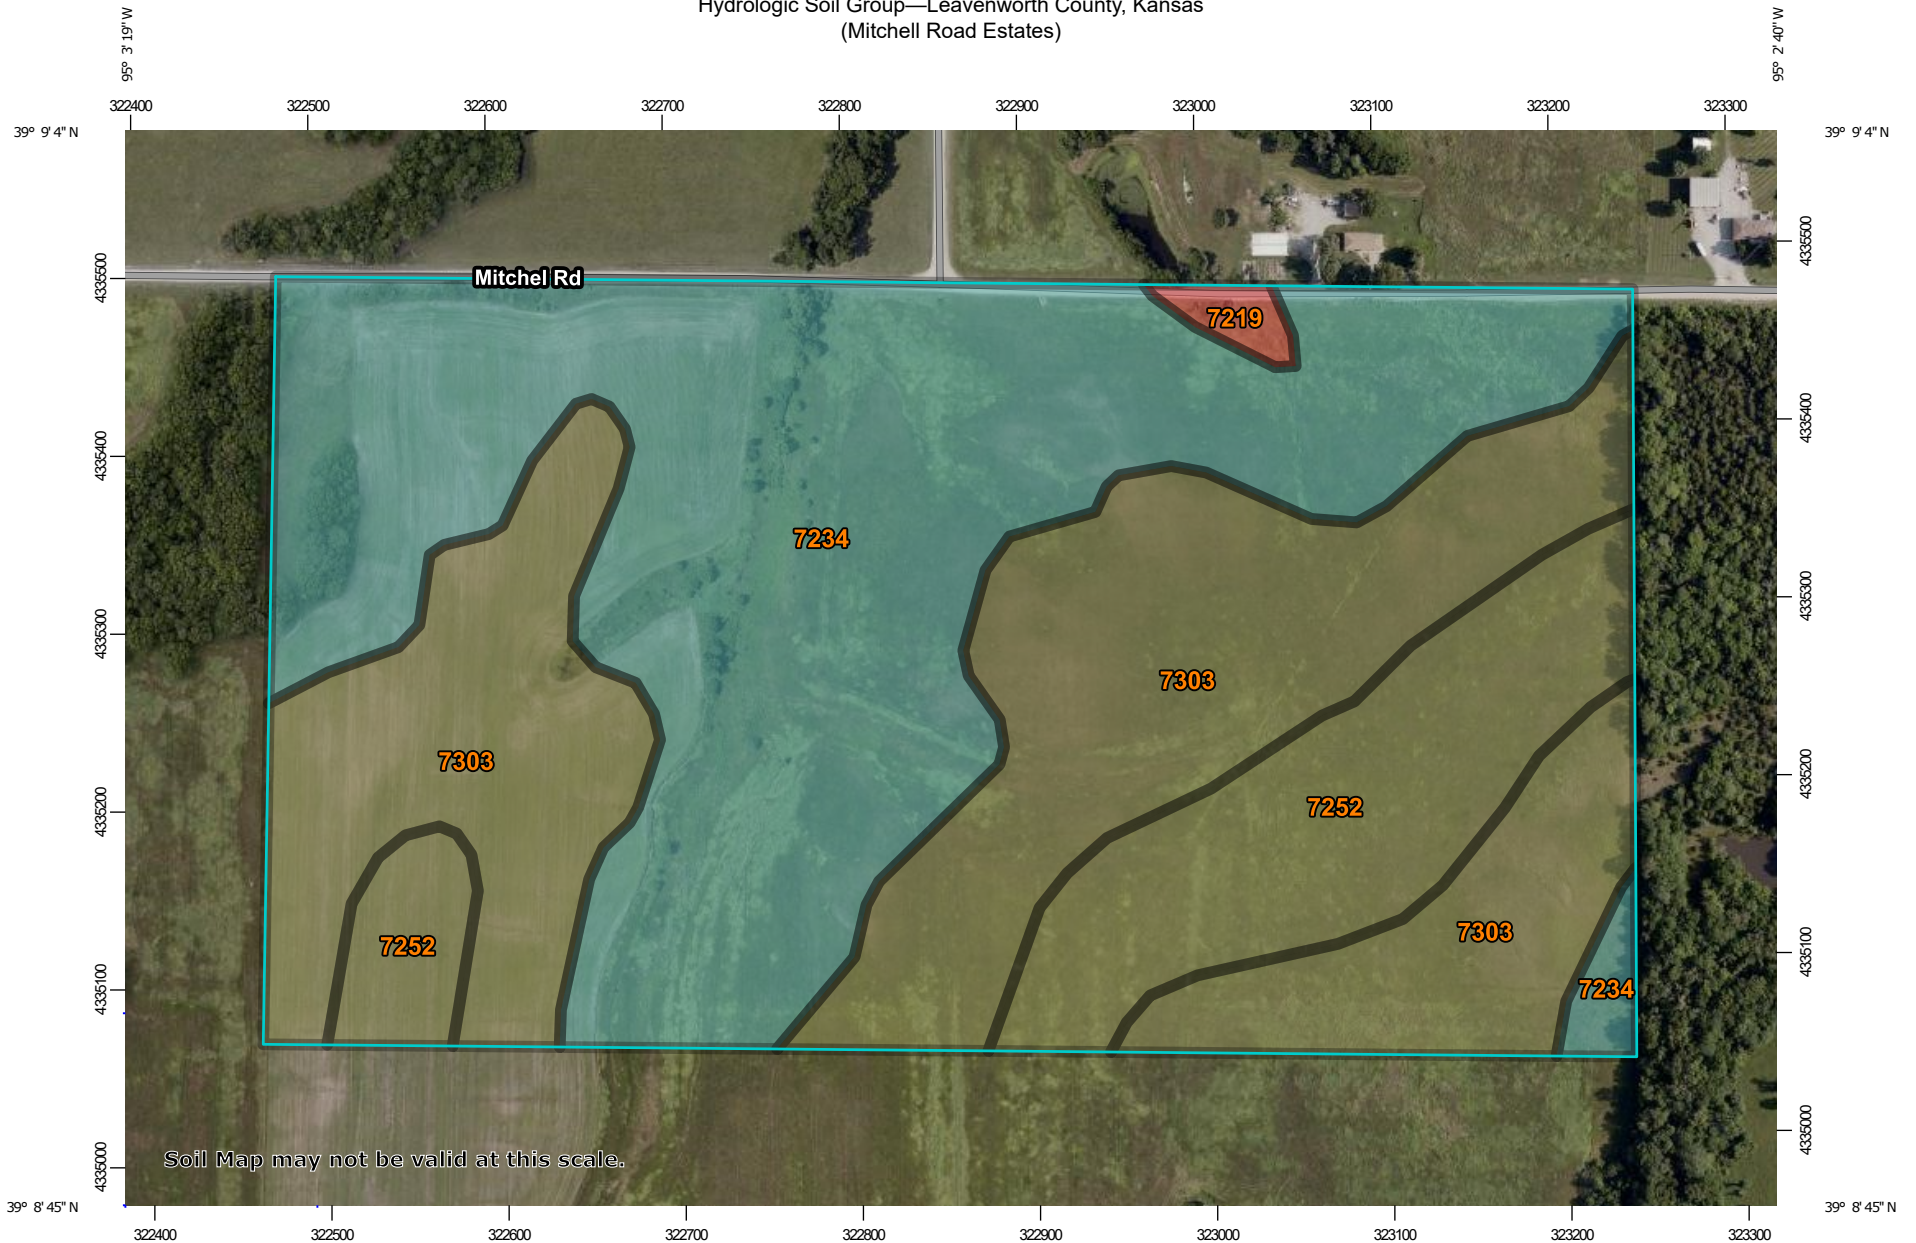 Hydrologic Soil Group—Leavenworth County, Kansas
(Mitchell Road Estates)
95° 3' 19'' W
95° 2' 40'' W
322400 322500 322600 322700 322800 322900 323000 323100 323200 323300
39° 9' 4'' N
39° 9' 4'' N
4335500
4335500
Mitchel Rd
7219
4335400
4335400
7234
4335300
4335300
7303
7303
4335200
4335200
7252
7303
7252
4335100
4335100
7234
4335000
4335000
Soil Map may not be valid at this scale.
39° 8' 45'' N
39° 8' 45'' N
322400 322500 322600 322700 322800 322900 323000 323100 323200 323300